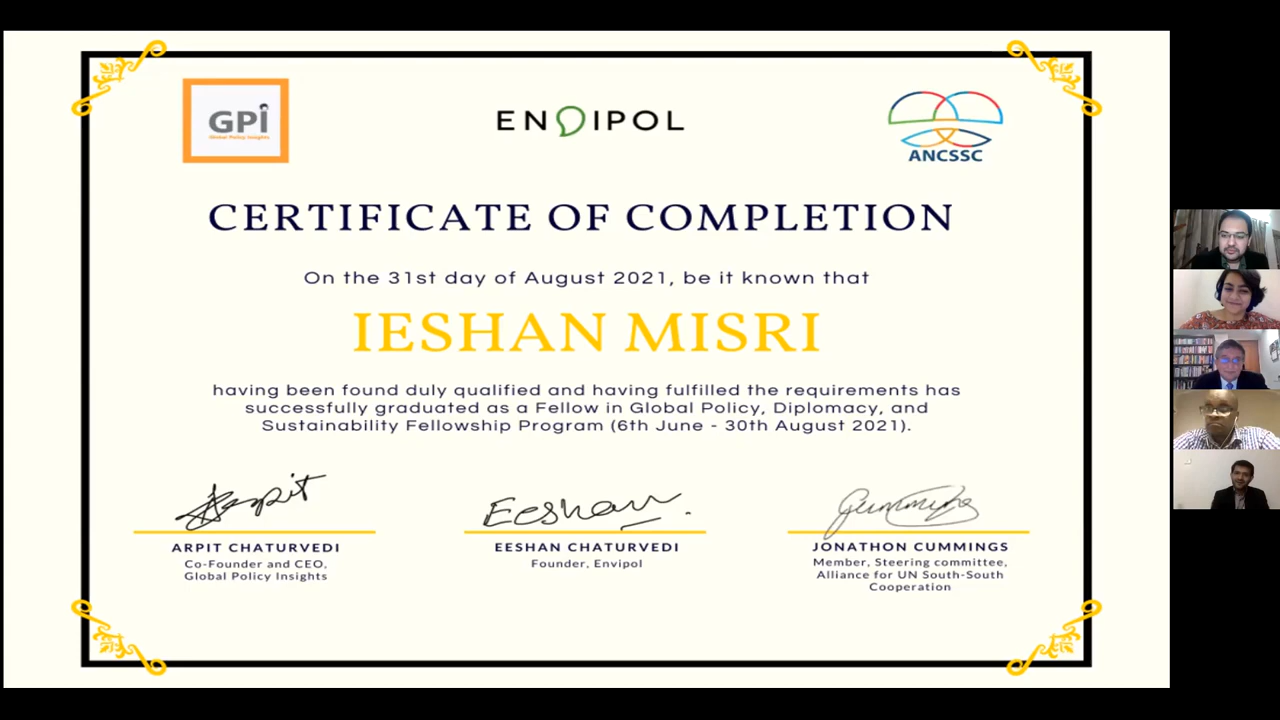 GPi
Global Policy Insights
ENVIPOL
ANCSSC
CERTIFICATE OF COMPLETION
On the 31st day of August 2021, be it known that
IESHAN MISRI
having been found duly qualified and having fulfilled the requirements has
successfully graduated as a Fellow in Global Policy, Diplomacy, and
Sustainability Fellowship Program (6th June - 30th August 2021).
Arpit
Eeshan
Cummings
ARPIT CHATURVEDI
Co-Founder and CEO,
Global Policy Insights
EESHAN CHATURVEDI
Founder, Envipol
JONATHON CUMMINGS
Member, Steering committee,
Alliance for UN South-South
Cooperation